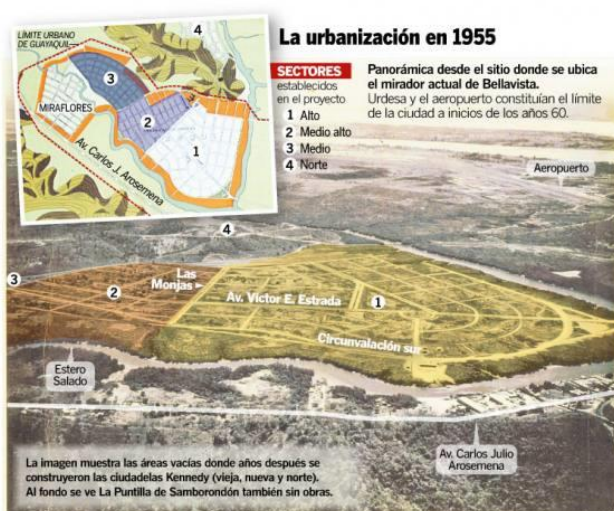 La urbanización en 1955
LÍMITE URBANO
DE GUAYAQUIL
4
3
MIRAFLORES
2
1
Av. Carlos J. Arosemena
SECTORES
establecidos
en el proyecto
1 Alto
2 Medio alto
3 Medio
4 Norte
Panorámica desde el sitio donde se ubica
el mirador actual de Bellavista.
Urdesa y el aeropuerto constituían el límite
de la ciudad a inicios de los años 60.
Aeropuerto
4
3
2
Las
Monjas
Av. Víctor E. Estrada
1
Circunvalación sur
Estero
Salado
Av. Carlos Julio
Arosemena
La imagen muestra las áreas vacías donde años después se
construyeron las ciudadelas Kennedy (vieja, nueva y norte).
Al fondo se ve La Puntilla de Samborondón también sin obras.